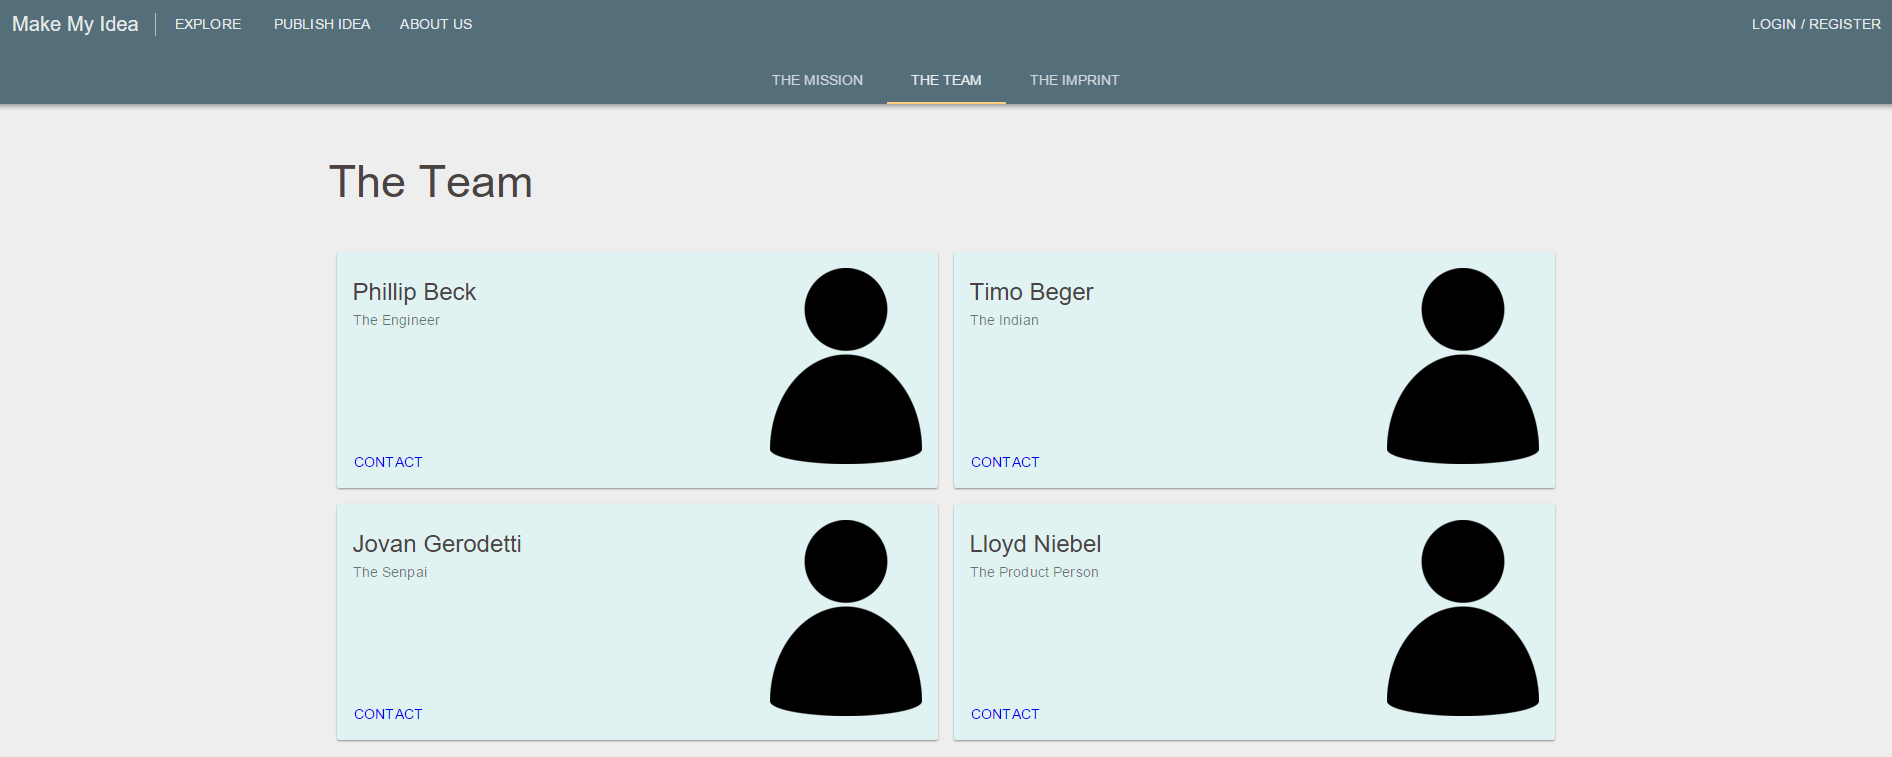 Make My Idea EXPLORE PUBLISH IDEA ABOUT US LOGIN / REGISTER
THE MISSION THE TEAM THE IMPRINT
The Team
Phillip Beck
The Engineer
CONTACT
Timo Beger
The Indian
CONTACT
Jovan Gerodetti
The Senpai
CONTACT
Lloyd Niebel
The Product Person
CONTACT